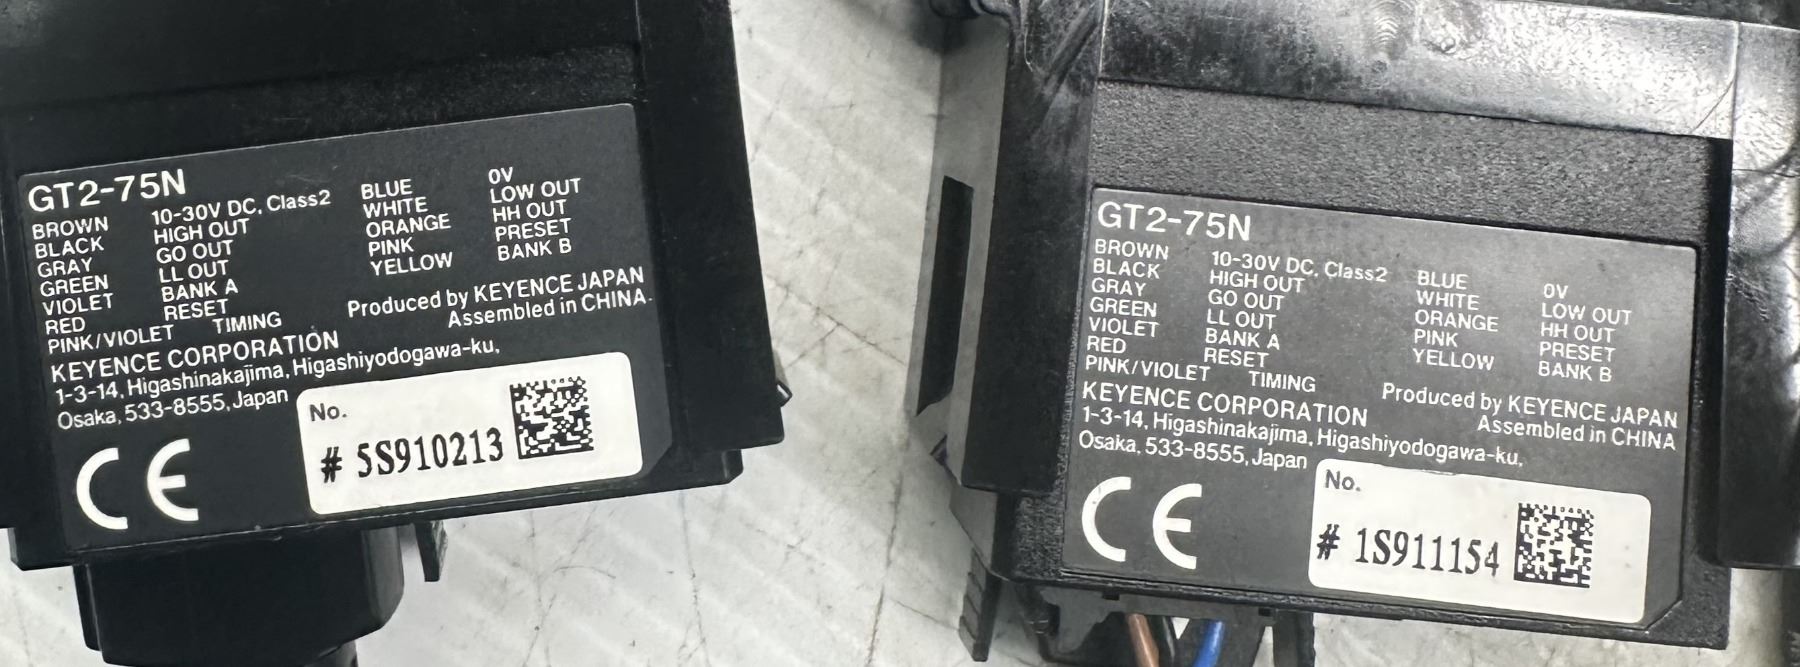 GT2-75N
BROWN 10-30V DC, Class2 BLUE 0V
BLACK HIGH OUT WHITE LOW OUT
GRAY GO OUT ORANGE HH OUT
GREEN LL OUT PINK PRESET
VIOLET BANK A YELLOW BANK B
RED RESET
PINK/VIOLET TIMING
Produced by KEYENCE JAPAN
Assembled in CHINA
KEYENCE CORPORATION
1-3-14, Higashinakajima, Higashiyodogawa-ku,
Osaka, 533-8555, Japan
CE
No.
# 5S910213
GT2-75N
BROWN 10-30V DC, Class2 BLUE 0V
BLACK HIGH OUT WHITE LOW OUT
GRAY GO OUT ORANGE HH OUT
GREEN LL OUT PINK PRESET
VIOLET BANK A YELLOW BANK B
RED RESET
PINK/VIOLET TIMING
Produced by KEYENCE JAPAN
Assembled in CHINA
KEYENCE CORPORATION
1-3-14, Higashinakajima, Higashiyodogawa-ku,
Osaka, 533-8555, Japan
CE
No.
# 1S911154